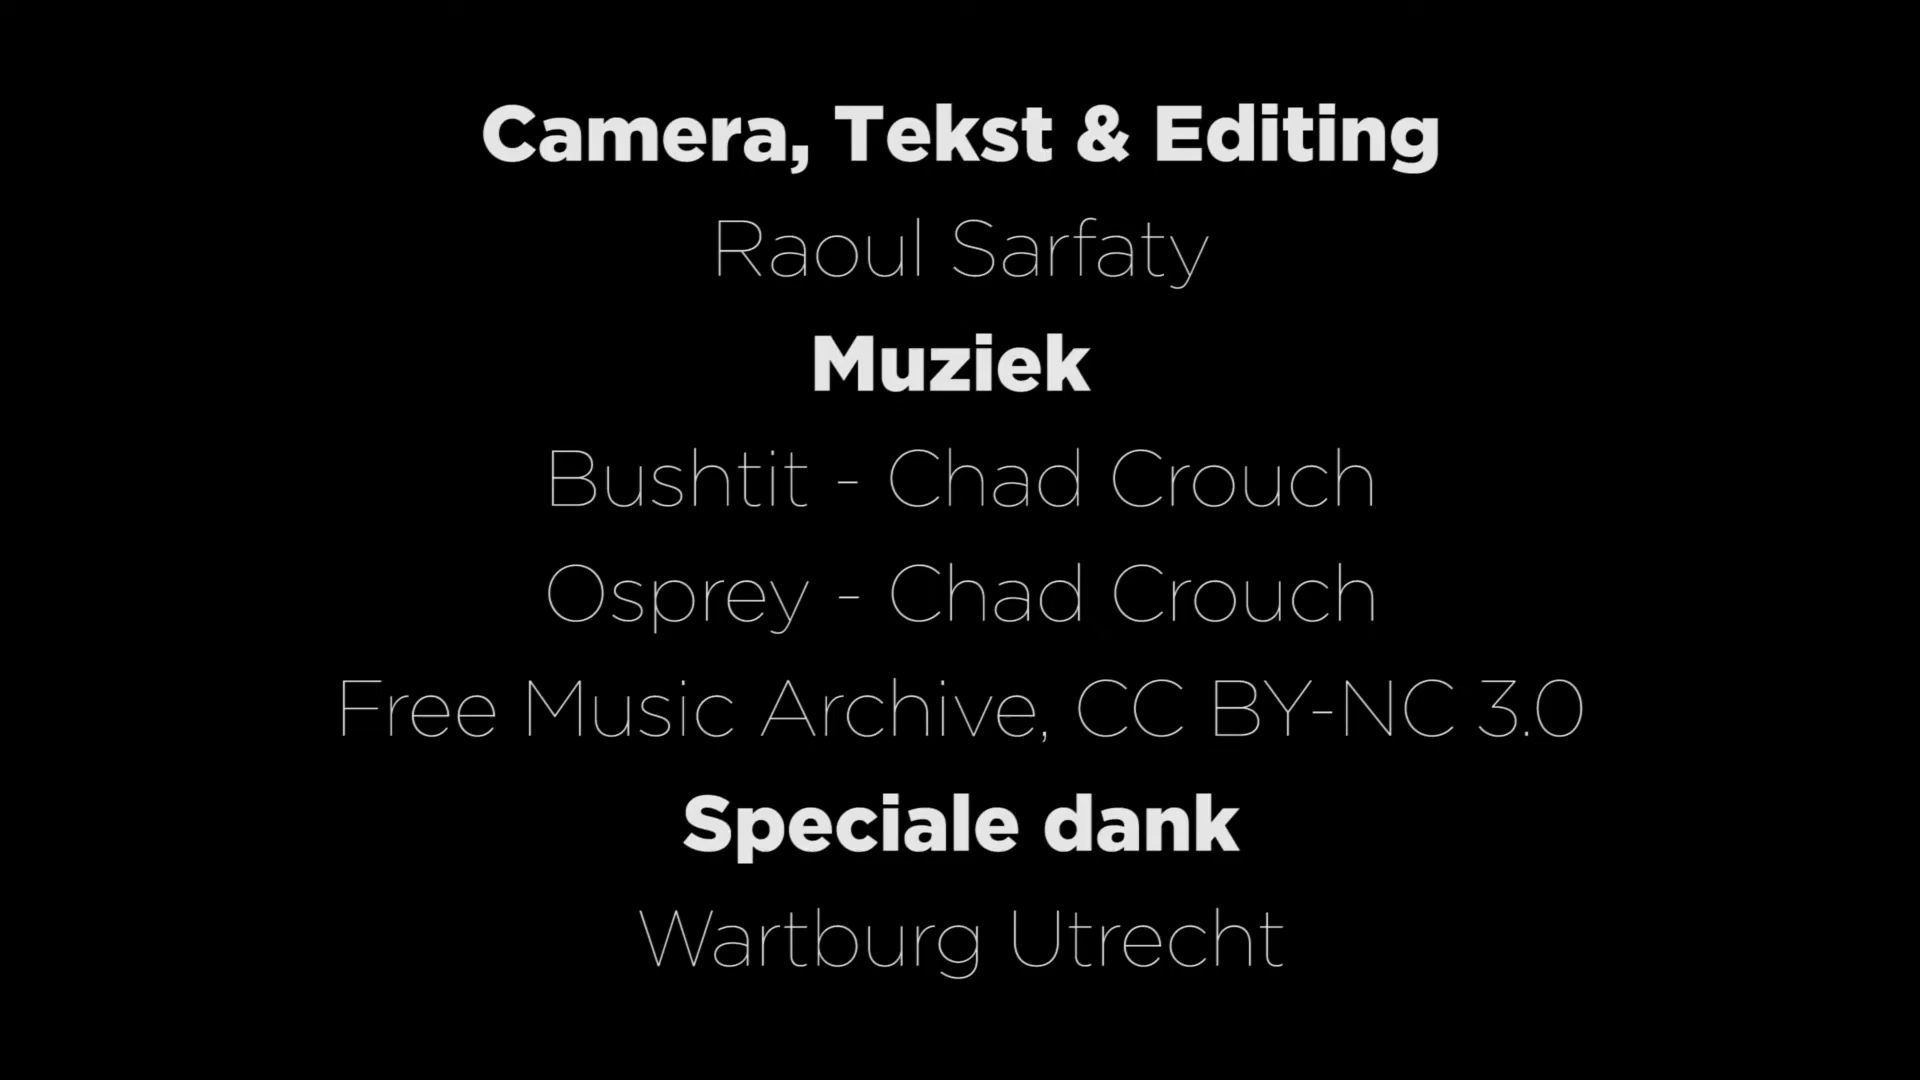 Camera, Tekst & Editing
Raoul Sarfaty
Muziek
Bushtit - Chad Crouch
Osprey - Chad Crouch
Free Music Archive, CC BY-NC 3.0
Speciale dank
Wartburg Utrecht